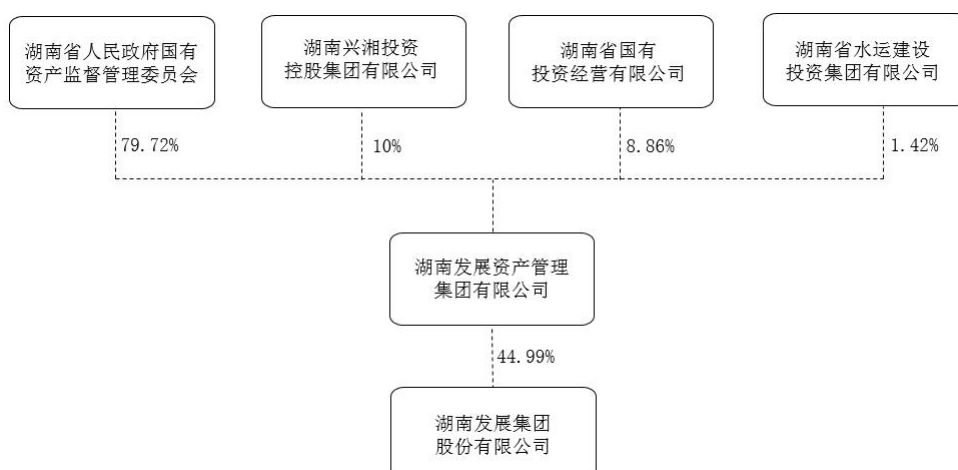 湖南省人民政府国有
资产监督管理委员会
湖南兴湘投资
控股集团有限公司
湖南省国有
投资经营有限公司
湖南省水运建设
投资集团有限公司
79.72%
10%
8.86%
1.42%
湖南发展资产管理
集团有限公司
44.99%
湖南发展集团
股份有限公司